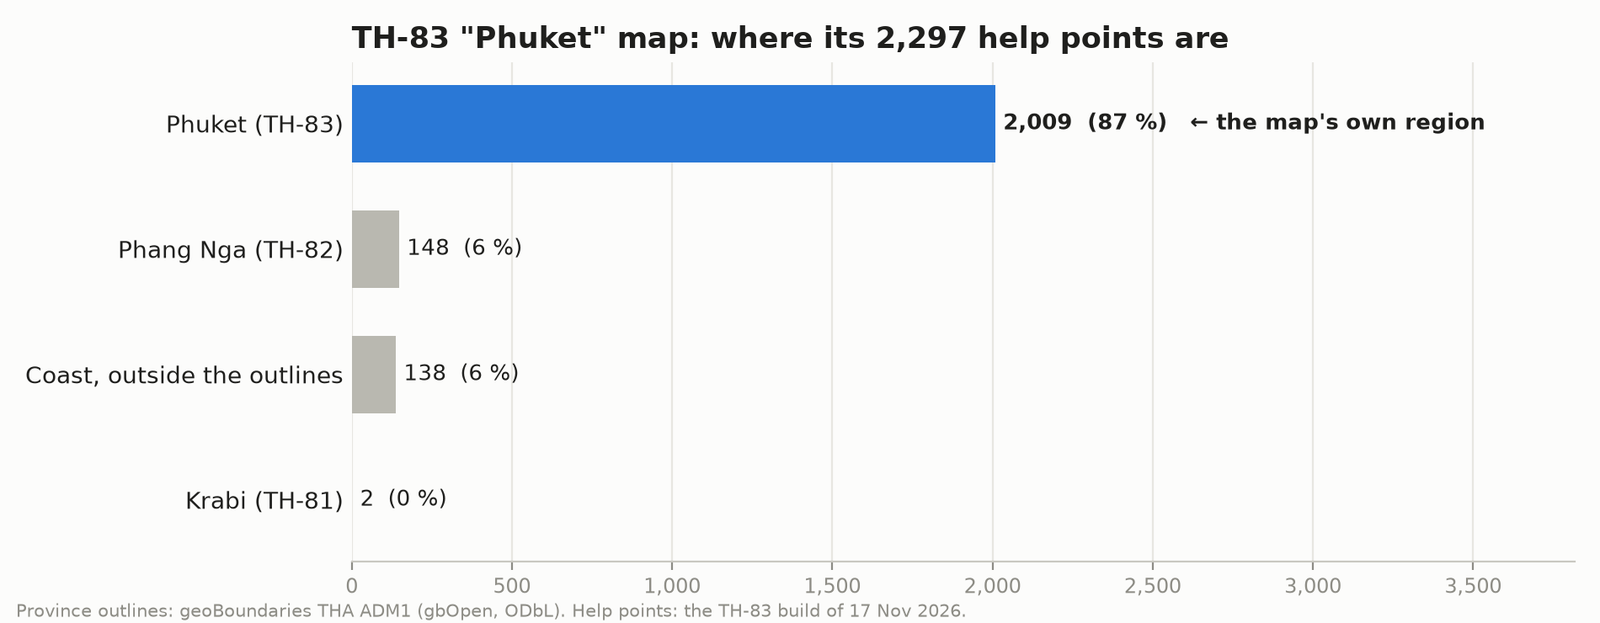 TH-83 "Phuket" map: where its 2,297 help points are
Phuket (TH-83)
2,009 (87 %) ← the map's own region
Phang Nga (TH-82)
148 (6 %)
Coast, outside the outlines
138 (6 %)
Krabi (TH-81)
2 (0 %)
0 500 1,000 1,500 2,000 2,500 3,000 3,500
Province outlines: geoBoundaries THA ADM1 (gbOpen, ODbL). Help points: the TH-83 build of 17 Nov 2026.